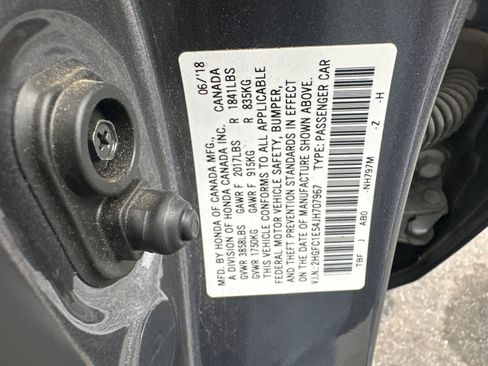 MFD. BY HONDA OF CANADA MFG., 06/'18
A DIVISION OF HONDA CANADA INC. CANADA
GVWR 3858LBS GAWR F 2017LBS R 1841LBS
GVWR 1750KG GAWR F 915KG R 835KG
THIS VEHICLE CONFORMS TO ALL APPLICABLE
FEDERAL MOTOR VEHICLE SAFETY, BUMPER,
AND THEFT PREVENTION STANDARDS IN EFFECT
ON THE DATE OF MANUFACTURE SHOWN ABOVE.
V.I.N.: 2HGFC1E54JH707967 TYPE: PASSENGER CAR
TBF J AB0 -NH797M -Z -H